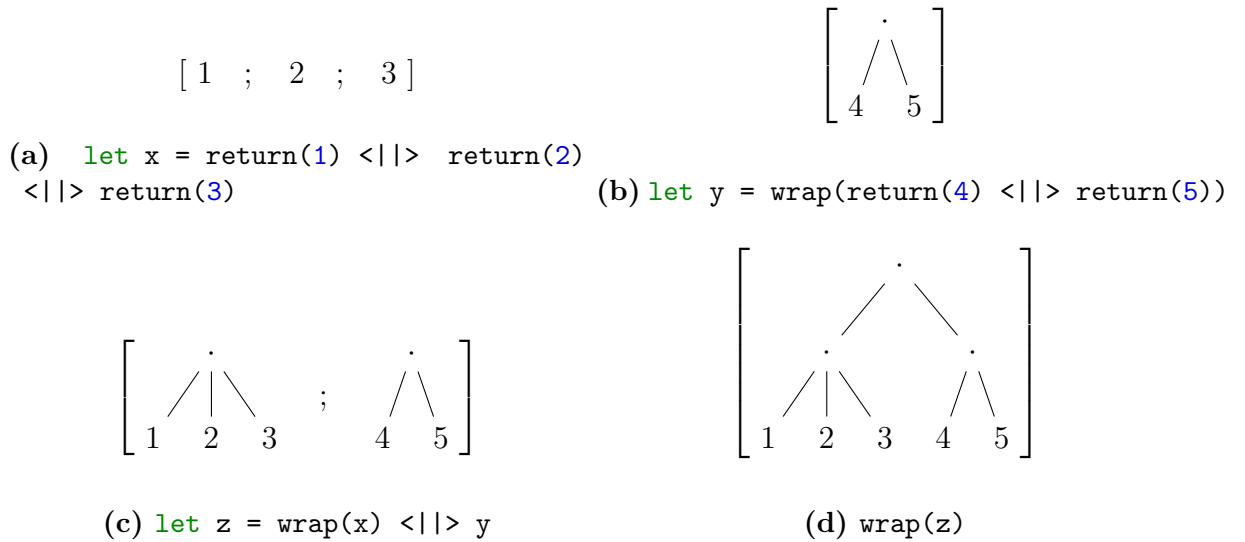 [ 1 ; 2 ; 3 ]
(a) let x = return(1) <||> return(2)
<||> return(3)
.
4 5
(b) let y = wrap(return(4) <||> return(5))
. ; .
1 2 3 4 5
(c) let z = wrap(x) <||> y
.
. .
1 2 3 4 5
(d) wrap(z)